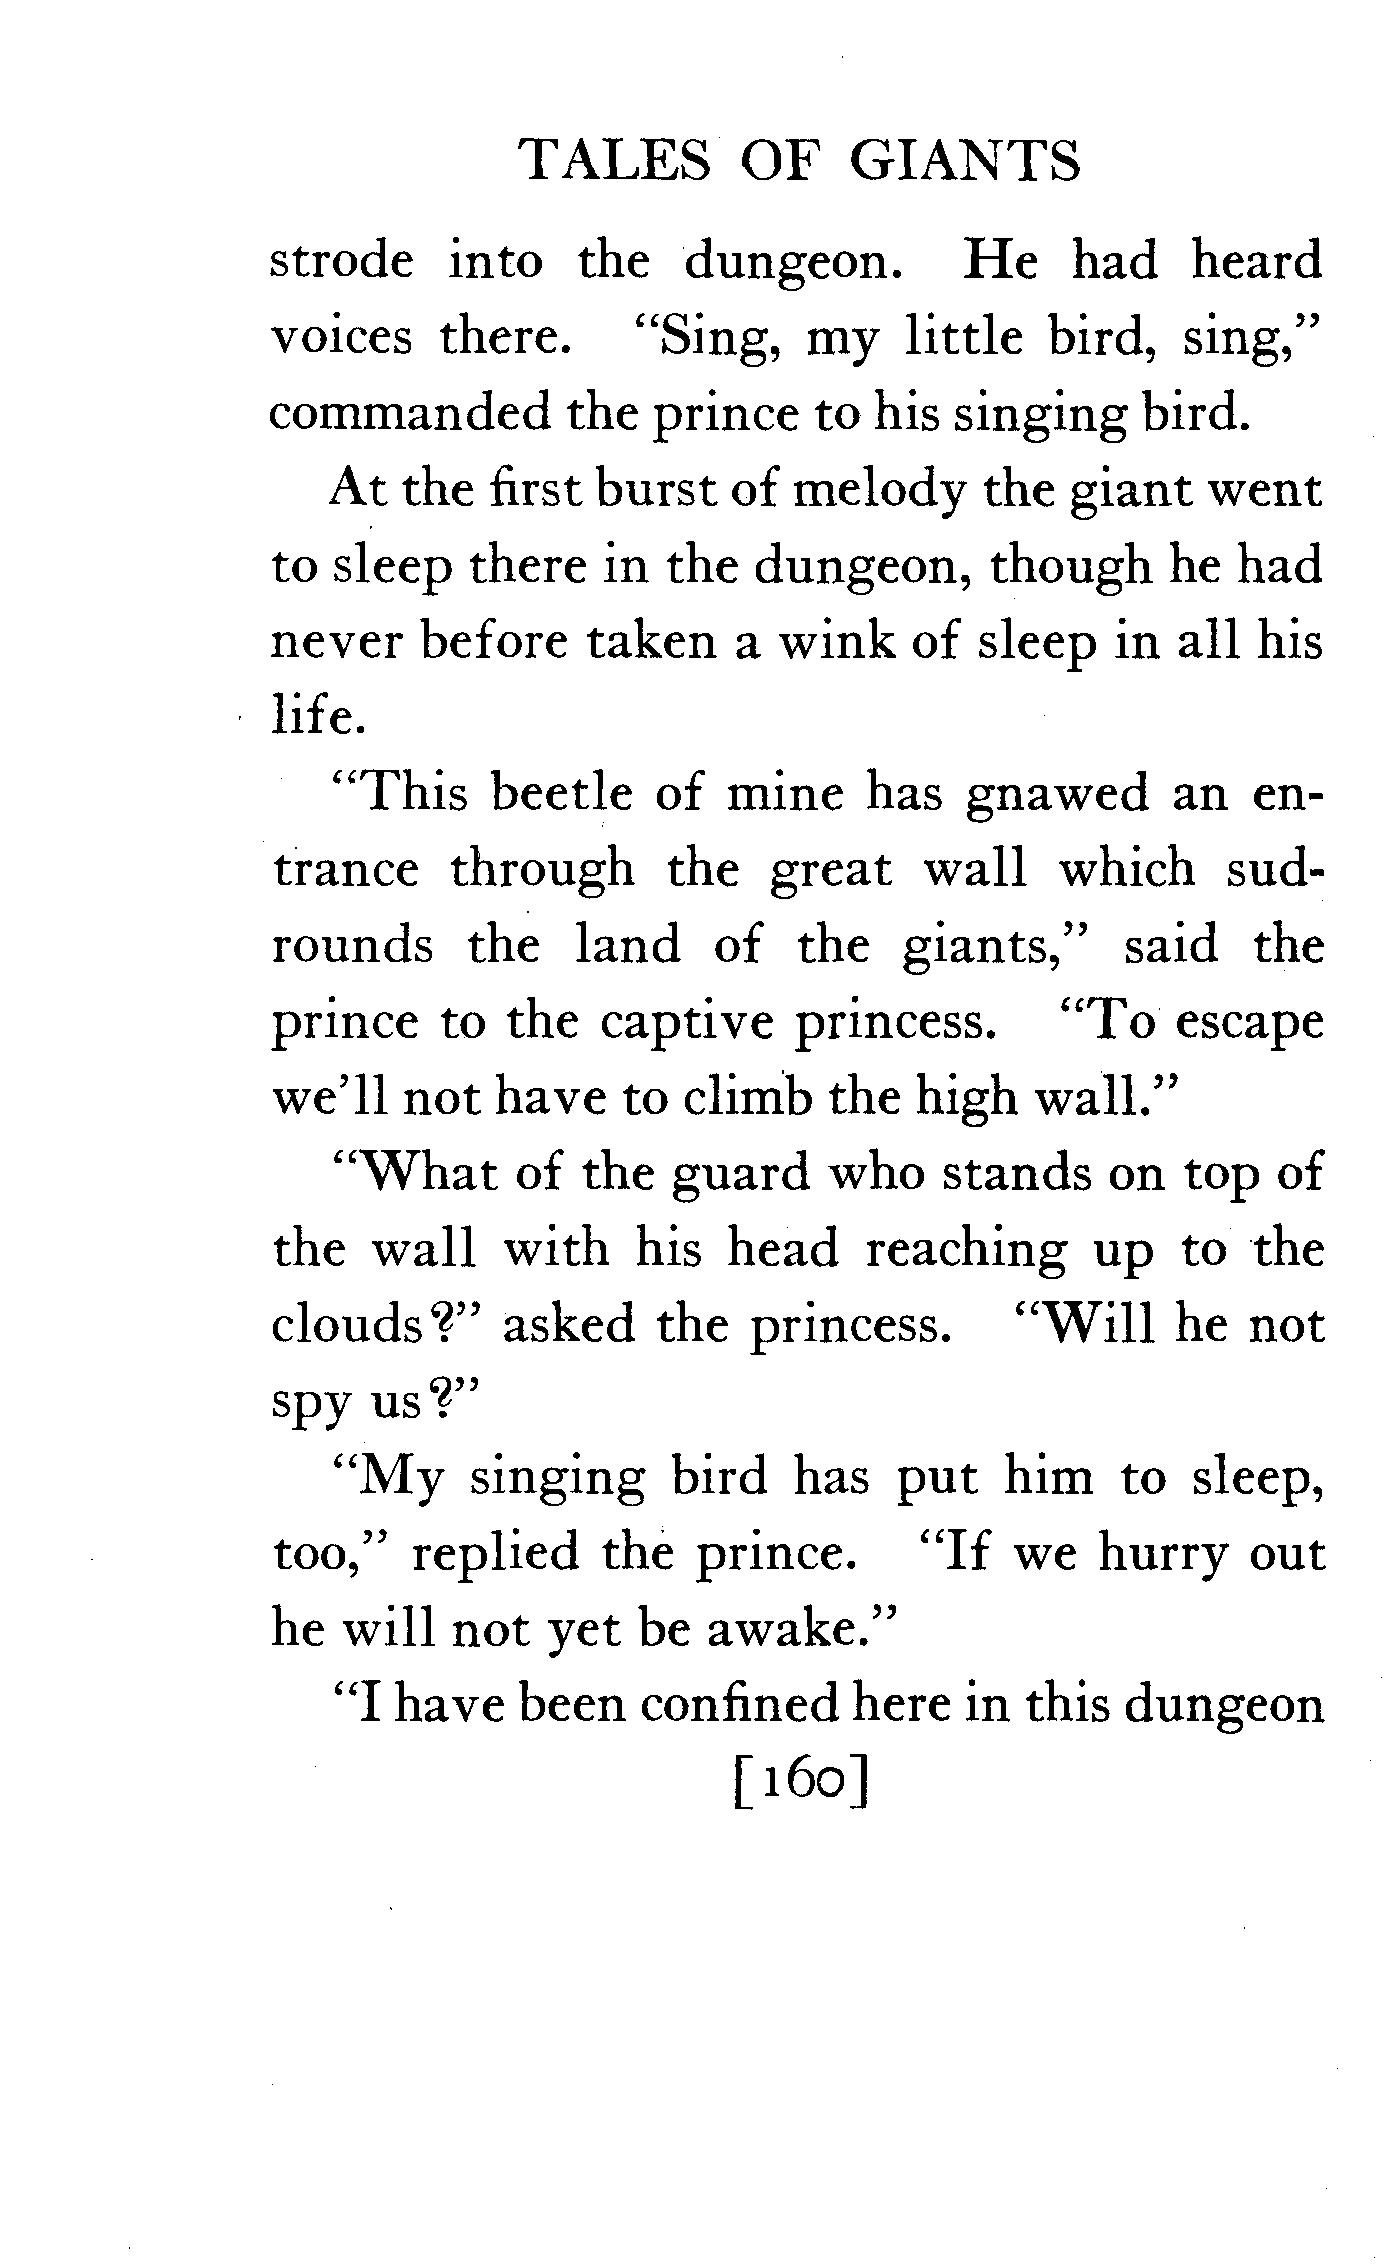 TALES OF GIANTS
strode into the dungeon. He had heard
voices there. “Sing, my little bird, sing,”
commanded the prince to his singing bird.
At the first burst of melody the giant went
to sleep there in the dungeon, though he had
never before taken a wink of sleep in all his
life.
“This beetle of mine has gnawed an en-
trance through the great wall which sud-
rounds the land of the giants,” said the
prince to the captive princess. “To escape
we’ll not have to climb the high wall.”
“What of the guard who stands on top of
the wall with his head reaching up to the
clouds?” asked the princess. “Will he not
spy us?”
“My singing bird has put him to sleep,
too,” replied the prince. “If we hurry out
he will not yet be awake.”
“I have been confined here in this dungeon
[160]